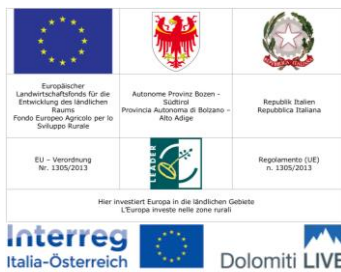 Europäischer
Landwirtschaftsfonds für die
Entwicklung des ländlichen
Raums
Fondo Europeo Agricolo per lo
Sviluppo Rurale
Autonome Provinz Bozen -
Südtirol
Provincia Autonoma di Bolzano -
Alto Adige
Republik Italien
Repubblica Italiana
EU - Verordnung
Nr. 1305/2013
LEADER
Regolamento (UE)
n. 1305/2013
Hier investiert Europa in die ländlichen Gebiete
L'Europa investe nelle zone rurali
Interreg
Italia-Österreich
Dolomiti LIVE